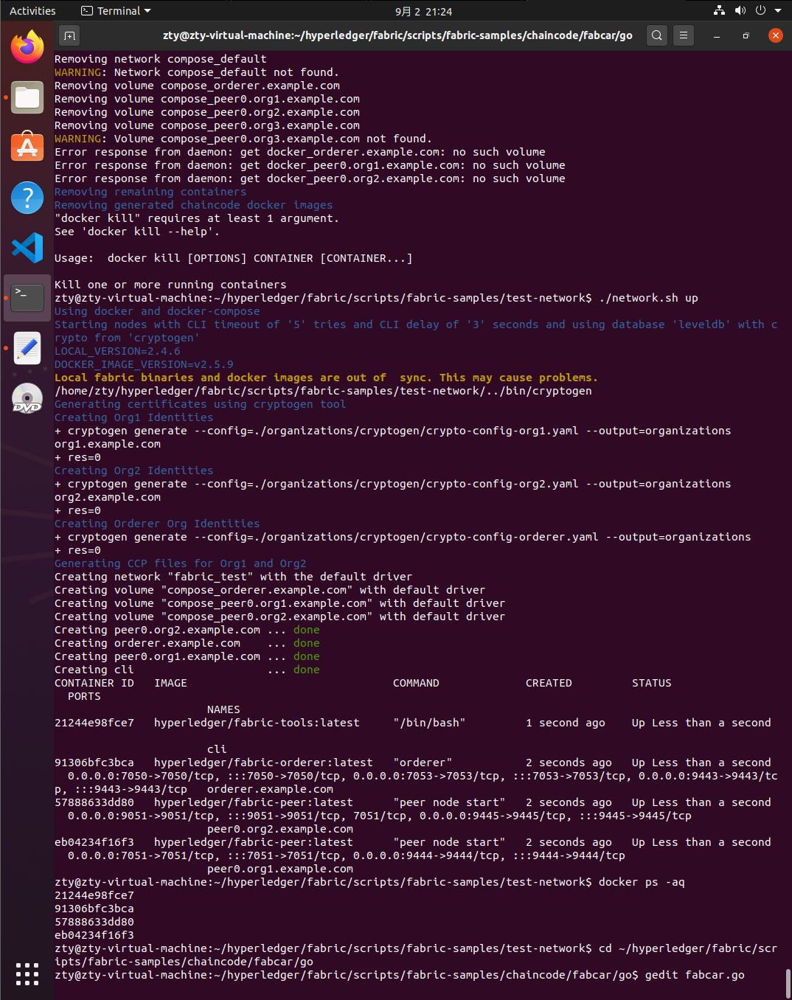 Activities
Terminal
9月 2 21:24
zty@zty-virtual-machine:~/hyperledger/fabric/scripts/fabric-samples/chaincode/fabcar/go
Removing network compose_default
WARNING: Network compose_default not found.
Removing volume compose_orderer.example.com
Removing volume compose_peer0.org1.example.com
Removing volume compose_peer0.org2.example.com
Removing volume compose_peer0.org3.example.com
WARNING: Volume compose_peer0.org3.example.com not found.
Error response from daemon: get docker_orderer.example.com: no such volume
Error response from daemon: get docker_peer0.org1.example.com: no such volume
Error response from daemon: get docker_peer0.org2.example.com: no such volume
Removing remaining containers
Removing generated chaincode docker images
"docker kill" requires at least 1 argument.
See 'docker kill --help'.
Usage:  docker kill [OPTIONS] CONTAINER [CONTAINER...]
Kill one or more running containers
zty@zty-virtual-machine:~/hyperledger/fabric/scripts/fabric-samples/test-network$ ./network.sh up
Using docker and docker-compose
Starting nodes with CLI timeout of '5' tries and CLI delay of '3' seconds and using database 'leveldb' with c
rypto from 'cryptogen'
LOCAL_VERSION=2.4.6
DOCKER_IMAGE_VERSION=v2.5.9
Local fabric binaries and docker images are out of  sync. This may cause problems.
/home/zty/hyperledger/fabric/scripts/fabric-samples/test-network/../bin/cryptogen
Generating certificates using cryptogen tool
Creating Org1 Identities
+ cryptogen generate --config=./organizations/cryptogen/crypto-config-org1.yaml --output=organizations
org1.example.com
+ res=0
Creating Org2 Identities
+ cryptogen generate --config=./organizations/cryptogen/crypto-config-org2.yaml --output=organizations
org2.example.com
+ res=0
Creating Orderer Org Identities
+ cryptogen generate --config=./organizations/cryptogen/crypto-config-orderer.yaml --output=organizations
+ res=0
Generating CCP files for Org1 and Org2
Creating network "fabric_test" with the default driver
Creating volume "compose_orderer.example.com" with default driver
Creating volume "compose_peer0.org1.example.com" with default driver
Creating volume "compose_peer0.org2.example.com" with default driver
Creating peer0.org2.example.com ... done
Creating orderer.example.com    ... done
Creating peer0.org1.example.com ... done
Creating cli                    ... done
CONTAINER ID   IMAGE                               COMMAND             CREATED         STATUS
  PORTS
                       NAMES
21244e98fce7   hyperledger/fabric-tools:latest     "/bin/bash"         1 second ago    Up Less than a second
                       cli
91306bfc3bca   hyperledger/fabric-orderer:latest   "orderer"           2 seconds ago   Up Less than a second
  0.0.0.0:7050->7050/tcp, :::7050->7050/tcp, 0.0.0.0:7053->7053/tcp, :::7053->7053/tcp, 0.0.0.0:9443->9443/tc
p, :::9443->9443/tcp   orderer.example.com
57888633dd80   hyperledger/fabric-peer:latest      "peer node start"   2 seconds ago   Up Less than a second
  0.0.0.0:9051->9051/tcp, :::9051->9051/tcp, 7051/tcp, 0.0.0.0:9445->9445/tcp, :::9445->9445/tcp
                       peer0.org2.example.com
eb04234f16f3   hyperledger/fabric-peer:latest      "peer node start"   2 seconds ago   Up Less than a second
  0.0.0.0:7051->7051/tcp, :::7051->7051/tcp, 0.0.0.0:9444->9444/tcp, :::9444->9444/tcp
                       peer0.org1.example.com
zty@zty-virtual-machine:~/hyperledger/fabric/scripts/fabric-samples/test-network$ docker ps -aq
21244e98fce7
91306bfc3bca
57888633dd80
eb04234f16f3
zty@zty-virtual-machine:~/hyperledger/fabric/scripts/fabric-samples/test-network$ cd ~/hyperledger/fabric/scr
ipts/fabric-samples/chaincode/fabcar/go
zty@zty-virtual-machine:~/hyperledger/fabric/scripts/fabric-samples/chaincode/fabcar/go$ gedit fabcar.go
DVD